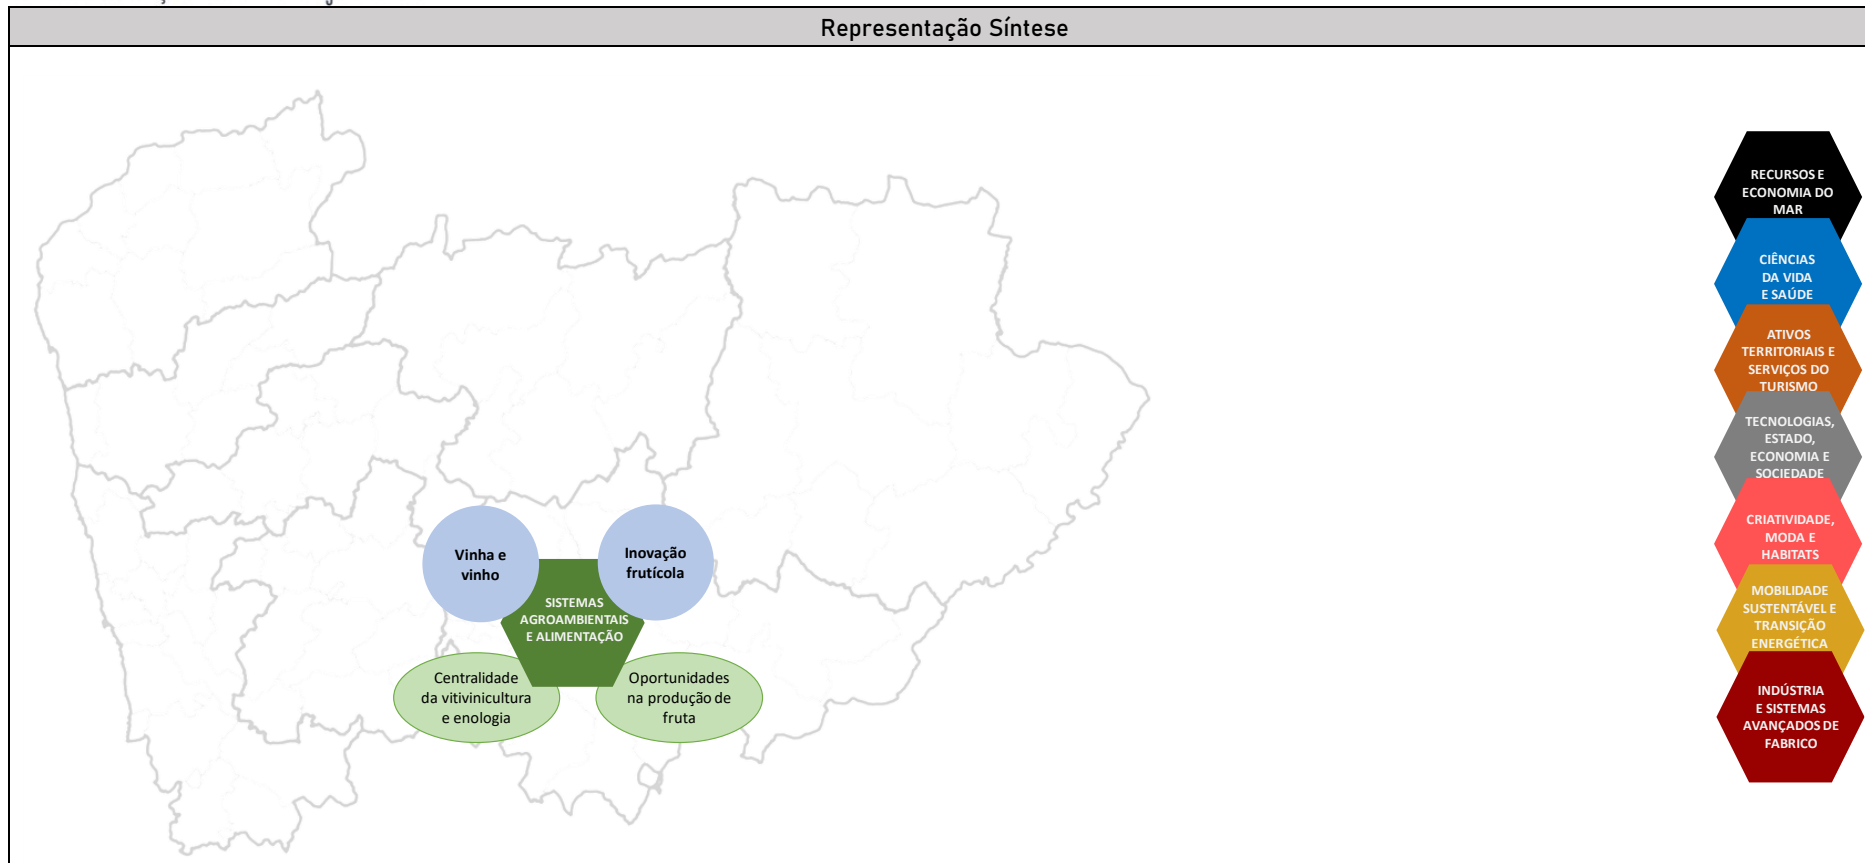 Representação Síntese
RECURSOS E
ECONOMIA DO
MAR
CIÊNCIAS
DA VIDA
E SAÚDE
ATIVOS
TERRITORIAIS E
SERVIÇOS DO
TURISMO
TECNOLOGIAS,
ESTADO,
ECONOMIA E
SOCIEDADE
CRIATIVIDADE,
MODA E
HABITATS
MOBILIDADE
SUSTENTÁVEL E
TRANSIÇÃO
ENERGÉTICA
INDÚSTRIA
E SISTEMAS
AVANÇADOS DE
FABRICO
Vinha e
vinho
Inovação
frutícola
SISTEMAS
AGROAMBIENTAIS
E ALIMENTAÇÃO
Centralidade
da vitivinicultura
e enologia
Oportunidades
na produção de
fruta